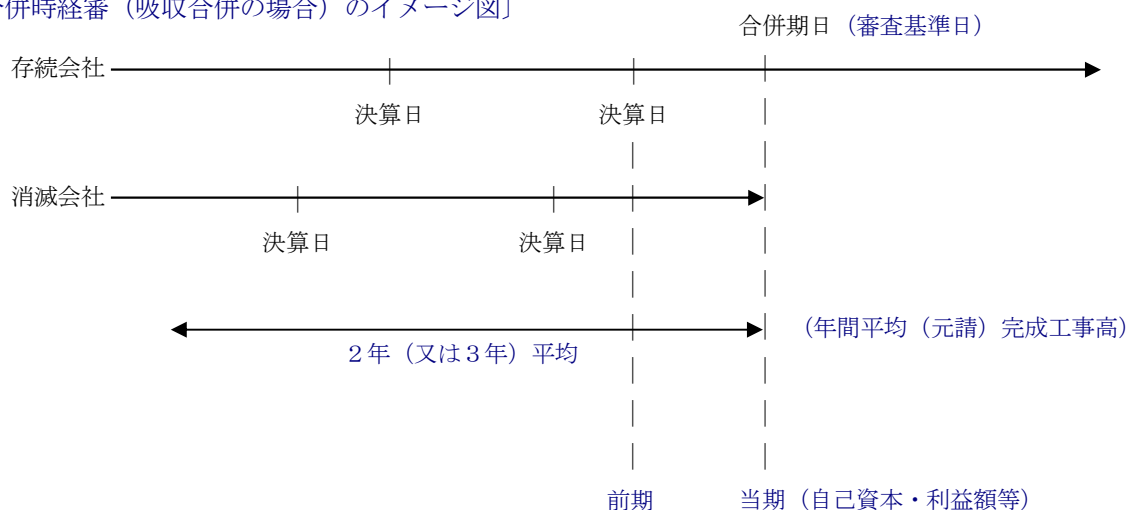 併時経審（吸収合併の場合）のイメージ図〕
合併期日（審査基準日）
存続会社
決算日 決算日
消滅会社
決算日 決算日
（年間平均（元請）完成工事高）
２年（又は３年）平均
前期 当期（自己資本・利益額等）